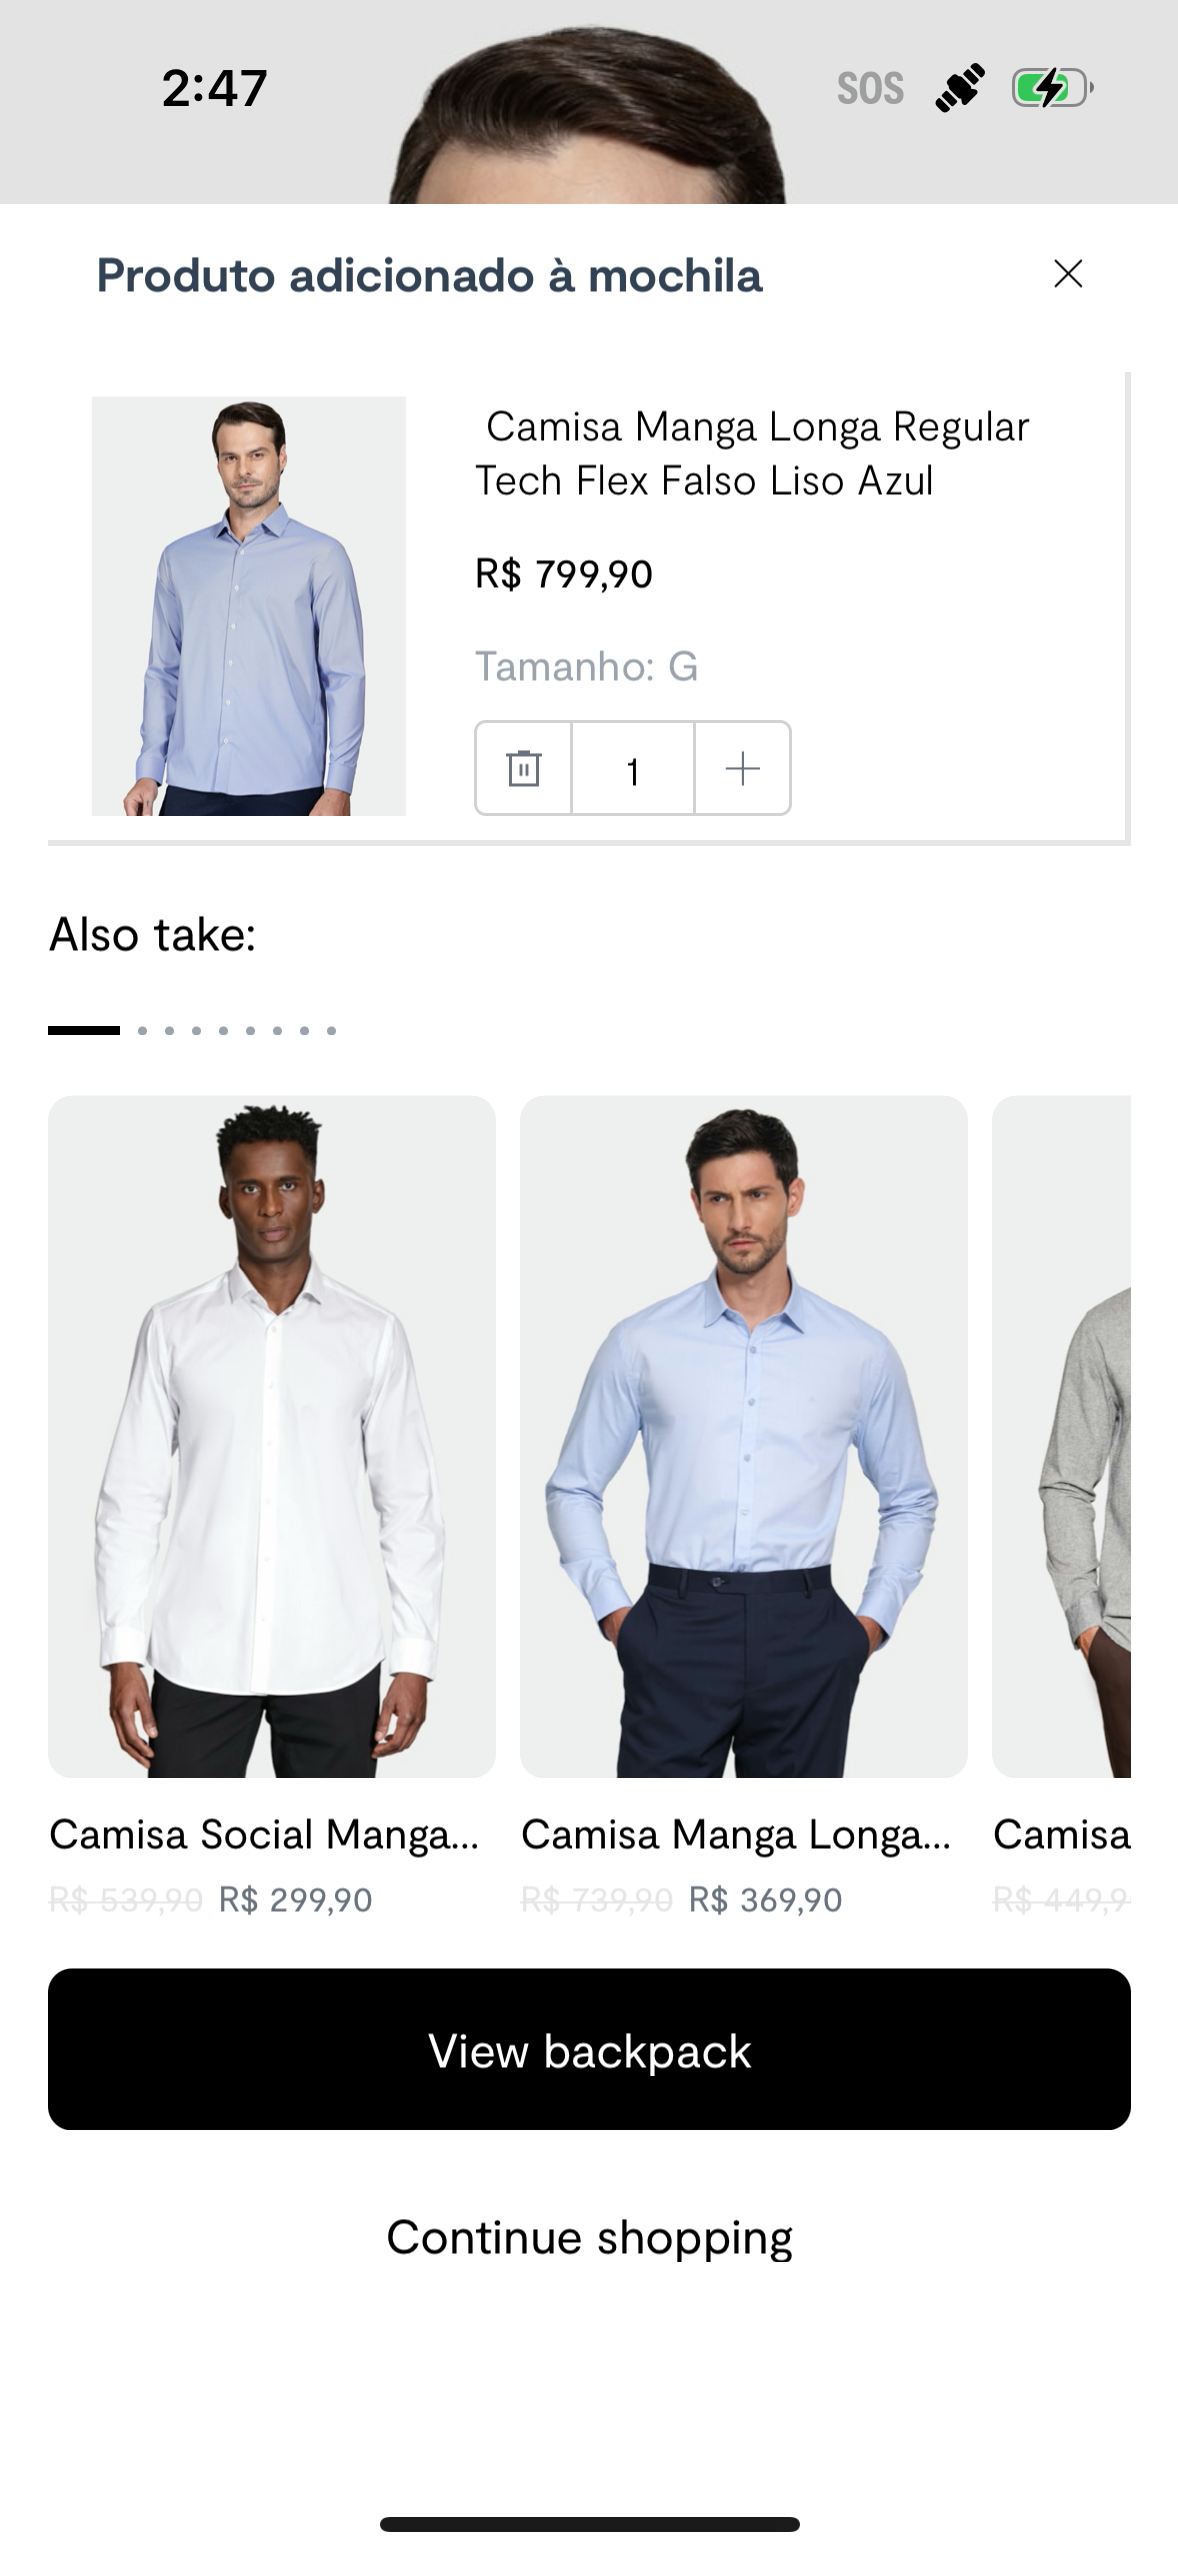 2:47
SOS
Produto adicionado à mochila
Camisa Manga Longa Regular
Tech Flex Falso Liso Azul
R$ 799,90
Tamanho: G
1
Also take:
Camisa Social Manga...
R$ 539,90 R$ 299,90
Camisa Manga Longa...
R$ 739,90 R$ 369,90
Camisa
R$ 449,9
View backpack
Continue shopping